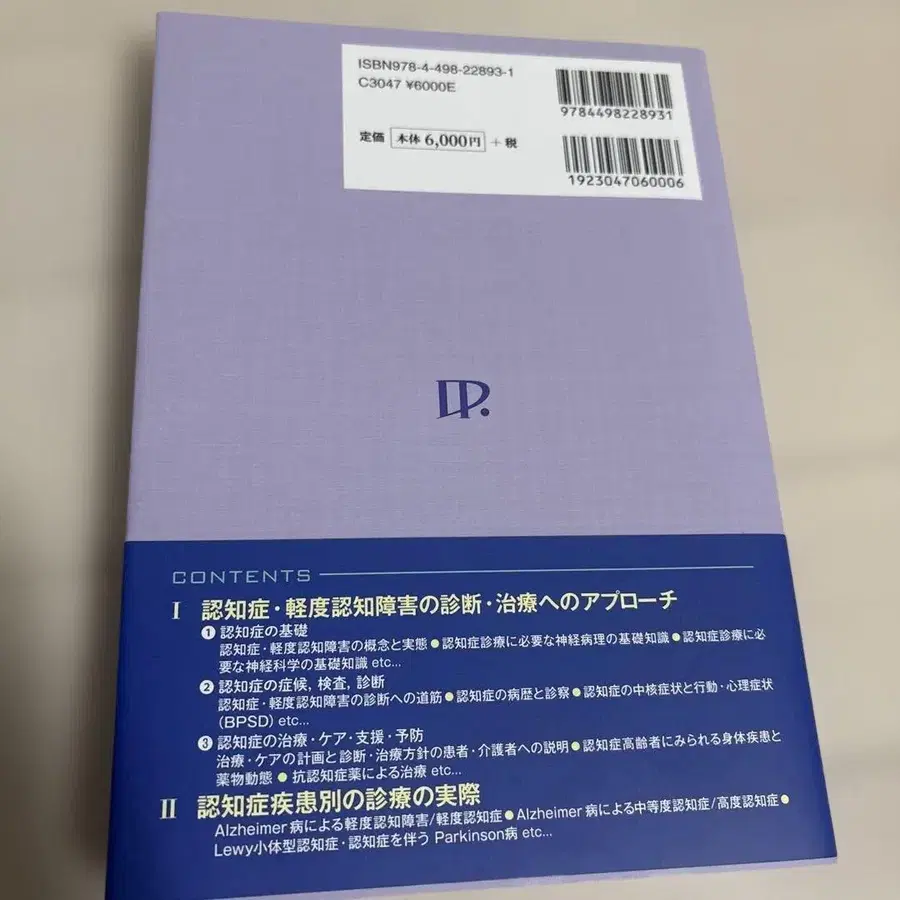 ISBN978-4-498-22893-1
C3047 ¥6000E
9784498228931
定価 本体 6,000円 + 税
1923047060006
DP.
CONTENTS
I 認知症・軽度認知障害の診断・治療へのアプローチ
1 認知症の基礎
認知症・軽度認知障害の概念と実態●認知症診療に必要な神経病理の基礎知識●認知症診療に必
要な神経科学の基礎知識 etc...
2 認知症の症候, 検査, 診断
認知症・軽度認知障害の診断への道筋●認知症の病歴と診察●認知症の中核症状と行動・心理症状
(BPSD) etc...
3 認知症の治療・ケア・支援・予防
治療・ケアの計画と診断・治療方針の患者・介護者への説明●認知症高齢者にみられる身体疾患と
薬物動態●抗認知症薬による治療 etc...
II 認知症疾患別の診療の実際
Alzheimer 病による軽度認知障害/軽度認知症●Alzheimer 病による中等度認知症/高度認知症●
Lewy小体型認知症・認知症を伴う Parkinson病 etc...